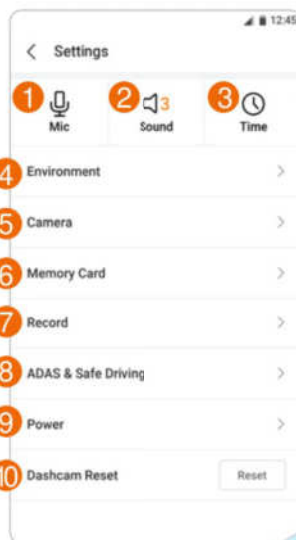 12:45
Settings
1 2 3 3
Mic Sound Time
4 Environment
5 Camera
6 Memory Card
7 Record
8 ADAS & Safe Driving
9 Power
10 Dashcam Reset Reset